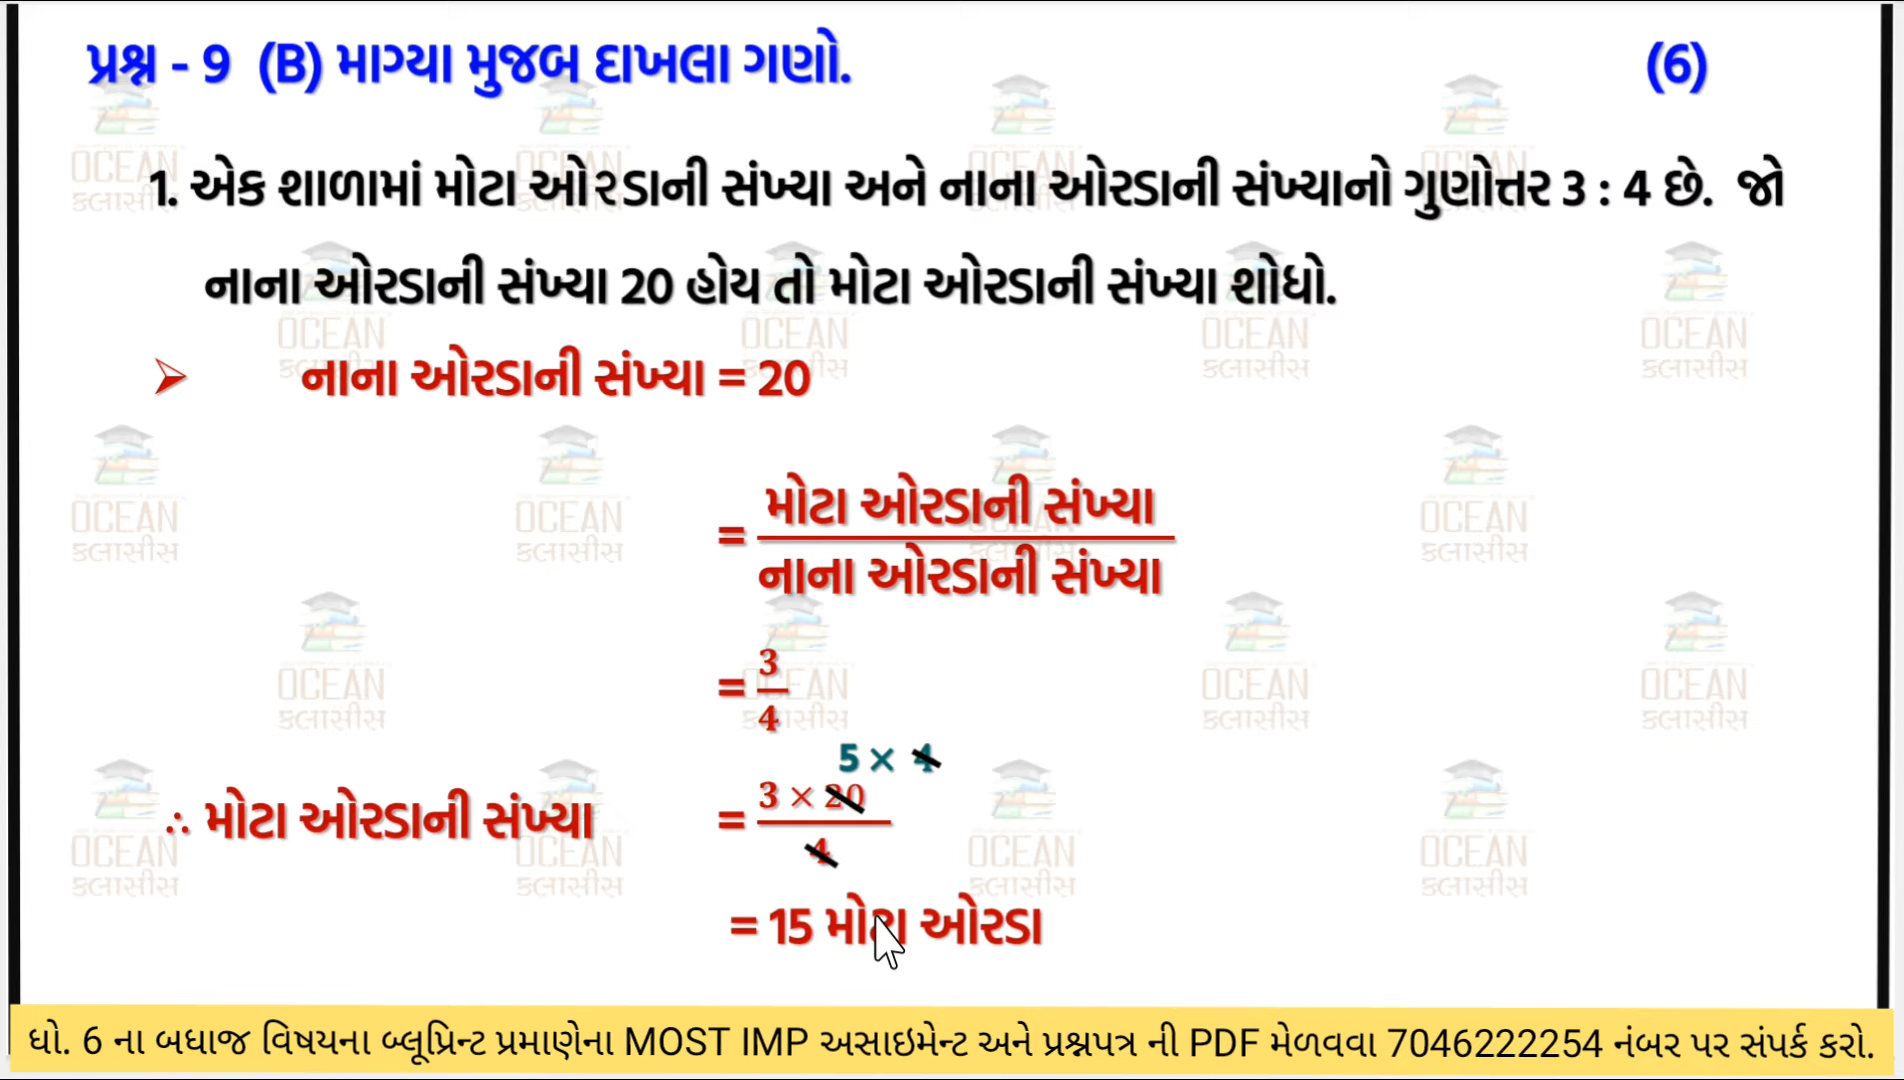 પ્રશ્ન - 9 (B) માગ્યા મુજબ દાખલા ગણો. (6)
1. એક શાળામાં મોટા ઓરડાની સંખ્યા અને નાના ઓરડાની સંખ્યાનો ગુણોત્તર 3 : 4 છે. જો
નાના ઓરડાની સંખ્યા 20 હોય તો મોટા ઓરડાની સંખ્યા શોધો.
➢ નાના ઓરડાની સંખ્યા = 20
= મોટા ઓરડાની સંખ્યા
નાના ઓરડાની સંખ્યા
= 3
4
5 × 4
∴ મોટા ઓરડાની સંખ્યા = 3 × 20
4
= 15 મોટા ઓરડા
ધો. 6 ના બધાજ વિષયના બ્લૂપ્રિન્ટ પ્રમાણેના MOST IMP અસાઇમેન્ટ અને પ્રશ્નપત્ર ની PDF મેળવવા 7046222254 નંબર પર સંપર્ક કરો.
OCEAN
ક્લાસીસ